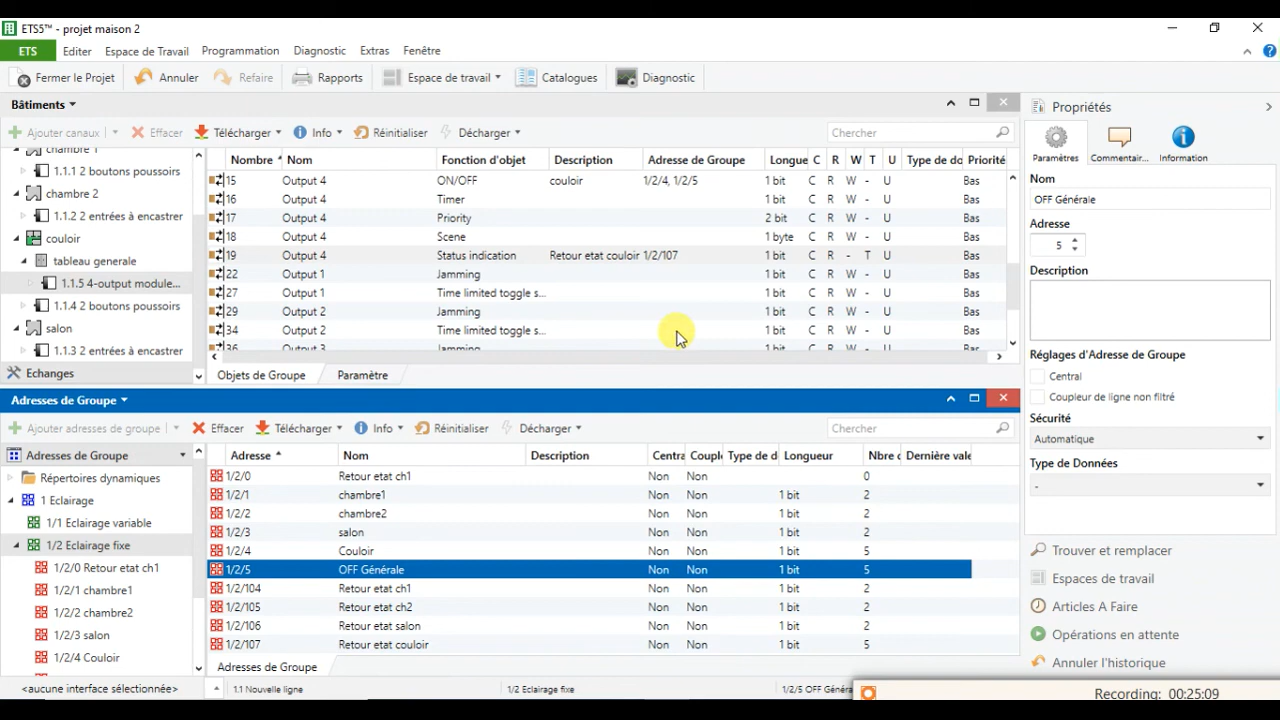 ETS5™ - projet maison 2
ETS Editer Espace de Travail Programmation Diagnostic Extras Fenêtre
Fermer le Projet Annuler Refaire Rapports Espace de travail Catalogues Diagnostic
Bâtiments
Ajouter canaux Effacer Télécharger Info Réinitialiser Décharger Chercher
chambre 1
1.1.1 2 boutons poussoirs
chambre 2
1.1.2 2 entrées à encastrer
couloir
tableau generale
1.1.5 4-output module...
1.1.4 2 boutons poussoirs
salon
1.1.3 2 entrées à encastrer
Echanges
Nombre Nom Fonction d'objet Description Adresse de Groupe Longue C R W T U Type de do Priorité
15 Output 4 ON/OFF couloir 1/2/4, 1/2/5 1 bit C R W - U Bas
16 Output 4 Timer 1 bit C R W - U Bas
17 Output 4 Priority 2 bit C R W - U Bas
18 Output 4 Scene 1 byte C R W - U Bas
19 Output 4 Status indication Retour etat couloir 1/2/107 1 bit C R - T U Bas
22 Output 1 Jamming 1 bit C R W - U Bas
27 Output 1 Time limited toggle s... 1 bit C R W - U Bas
29 Output 2 Jamming 1 bit C R W - U Bas
34 Output 2 Time limited toggle s... 1 bit C R W - U Bas
36 Output 3 Jamming 1 bit C R W - U Bas
Objets de Groupe Paramètre
Adresses de Groupe
Ajouter adresses de groupe Effacer Télécharger Info Réinitialiser Décharger Chercher
Adresses de Groupe
Répertoires dynamiques
1 Eclairage
1/1 Eclairage variable
1/2 Eclairage fixe
1/2/0 Retour etat ch1
1/2/1 chambre1
1/2/2 chambre2
1/2/3 salon
1/2/4 Couloir
Adresse Nom Description Centra Couple Type de d Longueur Nbre d Dernière vale
1/2/0 Retour etat ch1 Non Non 0
1/2/1 chambre1 Non Non 1 bit 2
1/2/2 chambre2 Non Non 1 bit 2
1/2/3 salon Non Non 1 bit 2
1/2/4 Couloir Non Non 1 bit 5
1/2/5 OFF Générale Non Non 1 bit 5
1/2/104 Retour etat ch1 Non Non 1 bit 2
1/2/105 Retour etat ch2 Non Non 1 bit 2
1/2/106 Retour etat salon Non Non 1 bit 2
1/2/107 Retour etat couloir Non Non 1 bit 5
Adresses de Groupe
Propriétés
Paramètres Commentair... Information
Nom
OFF Générale
Adresse
5
Description
Réglages d'Adresse de Groupe
Central
Coupleur de ligne non filtré
Sécurité
Automatique
Type de Données
-
Trouver et remplacer
Espaces de travail
Articles A Faire
Opérations en attente
Annuler l'historique
<aucune interface sélectionnée> 1.1 Nouvelle ligne 1/2 Eclairage fixe 1/2/5 OFF Généra
Recording: 00:25:09